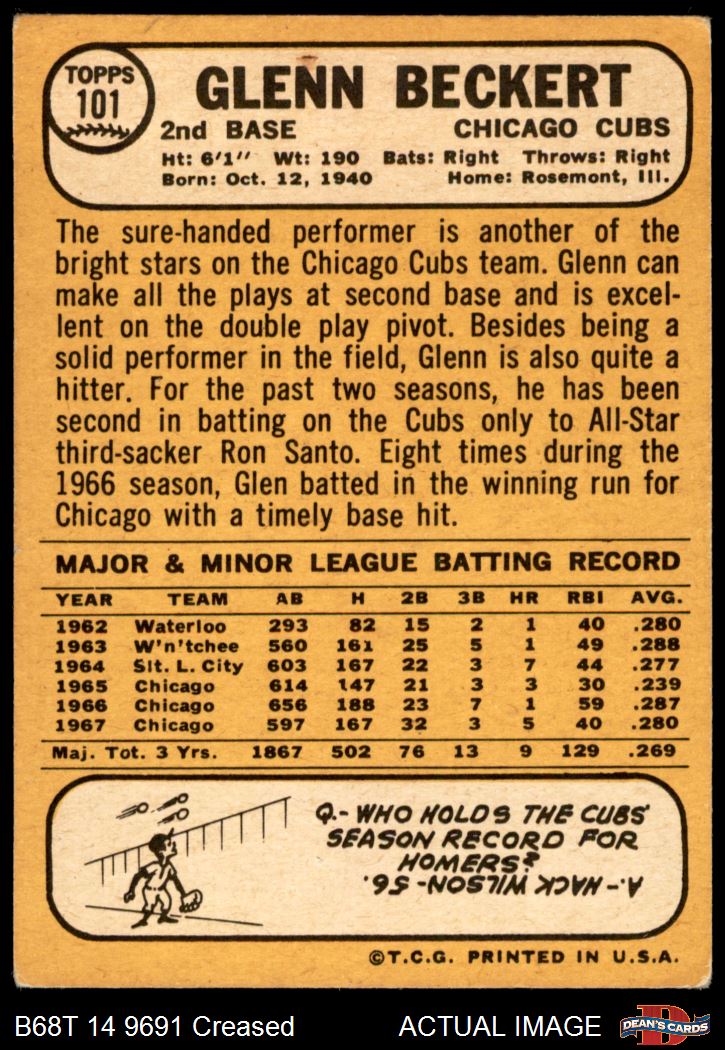 TOPPS
101
GLENN BECKERT
2nd BASE CHICAGO CUBS
Ht: 6'1" Wt: 190 Bats: Right Throws: Right
Born: Oct. 12, 1940 Home: Rosemont, Ill.
The sure-handed performer is another of the
bright stars on the Chicago Cubs team. Glenn can
make all the plays at second base and is excel-
lent on the double play pivot. Besides being a
solid performer in the field, Glenn is also quite a
hitter. For the past two seasons, he has been
second in batting on the Cubs only to All-Star
third-sacker Ron Santo. Eight times during the
1966 season, Glen batted in the winning run for
Chicago with a timely base hit.
MAJOR & MINOR LEAGUE BATTING RECORD
YEAR TEAM AB H 2B 3B HR RBI AVG.
1962 Waterloo 293 82 15 2 1 40 .280
1963 W'n'tchee 560 161 25 5 1 49 .288
1964 Slt. L. City 603 167 22 3 7 44 .277
1965 Chicago 614 147 21 3 3 30 .239
1966 Chicago 656 188 23 7 1 59 .287
1967 Chicago 597 167 32 3 5 40 .280
Maj. Tot. 3 Yrs. 1867 502 76 13 9 129 .269
Q.- WHO HOLDS THE CUBS'
SEASON RECORD FOR
HOMERS?
A.- HACK WILSON- 56.
©T.C.G. PRINTED IN U.S.A.
B68T 14 9691 Creased ACTUAL IMAGE
D
DEAN'S CARDS